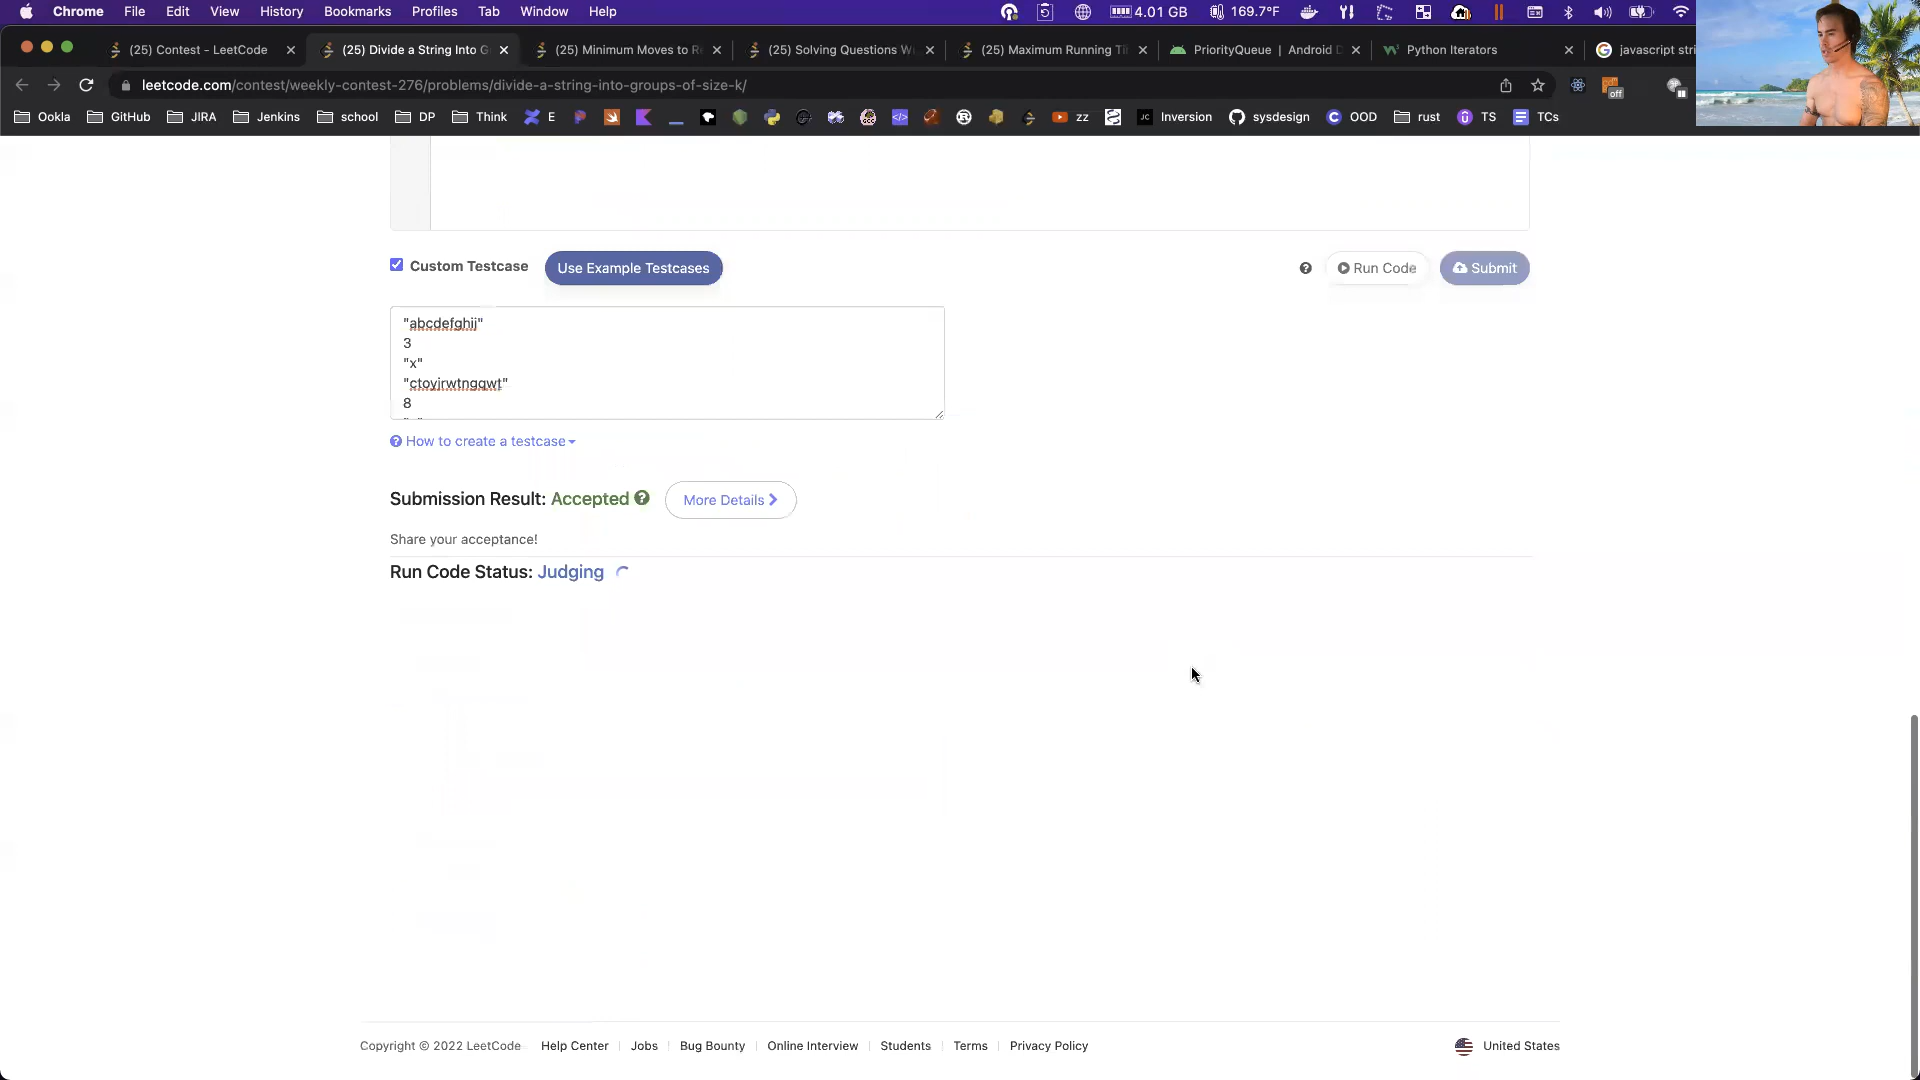 Chrome File Edit View History Bookmarks Profiles Tab Window Help 4.01 GB 169.7°F
(25) Contest - LeetCode (25) Divide a String Into G (25) Minimum Moves to R (25) Solving Questions W (25) Maximum Running Ti PriorityQueue | Android D Python Iterators javascript stri
leetcode.com/contest/weekly-contest-276/problems/divide-a-string-into-groups-of-size-k/
off
Ookla GitHub JIRA Jenkins school DP Think E zz Inversion sysdesign OOD rust TS TCs
Custom Testcase Use Example Testcases Run Code Submit
"abcdefghij"
3
"x"
"ctoyjrwtngqwt"
8
How to create a testcase
Submission Result: Accepted More Details
Share your acceptance!
Run Code Status: Judging
Copyright © 2022 LeetCode Help Center Jobs Bug Bounty Online Interview Students Terms Privacy Policy United States